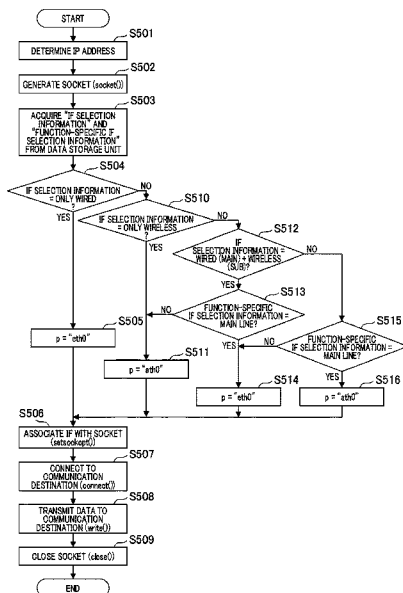 START
S501
DETERMINE IP ADDRESS
S502
GENERATE SOCKET (socket())
S503
ACQUIRE "IF SELECTION
INFORMATION" AND
"FUNCTION-SPECIFIC IF
SELECTION INFORMATION"
FROM DATA STORAGE UNIT
S504
IF SELECTION INFORMATION
= ONLY WIRED
?
NO
YES
S510
IF SELECTION INFORMATION
= ONLY WIRELESS
?
NO
YES
S512
IF
SELECTION INFORMATION =
WIRED (MAIN) + WIRELESS
(SUB)?
NO
YES
S513
FUNCTION-SPECIFIC
IF SELECTION INFORMATION =
MAIN LINE?
NO
YES
S515
FUNCTION-SPECIFIC
IF SELECTION INFORMATION =
MAIN LINE?
NO
YES
S505
p = "eth0"
S511
p = "ath0"
S514
p = "eth0"
S516
p = "ath0"
S506
ASSOCIATE IF WITH SOCKET
(setsockopt())
S507
CONNECT TO
COMMUNICATION
DESTINATION (connect())
S508
TRANSMIT DATA TO
COMMUNICATION
DESTINATION (write())
S509
CLOSE SOCKET (close())
END